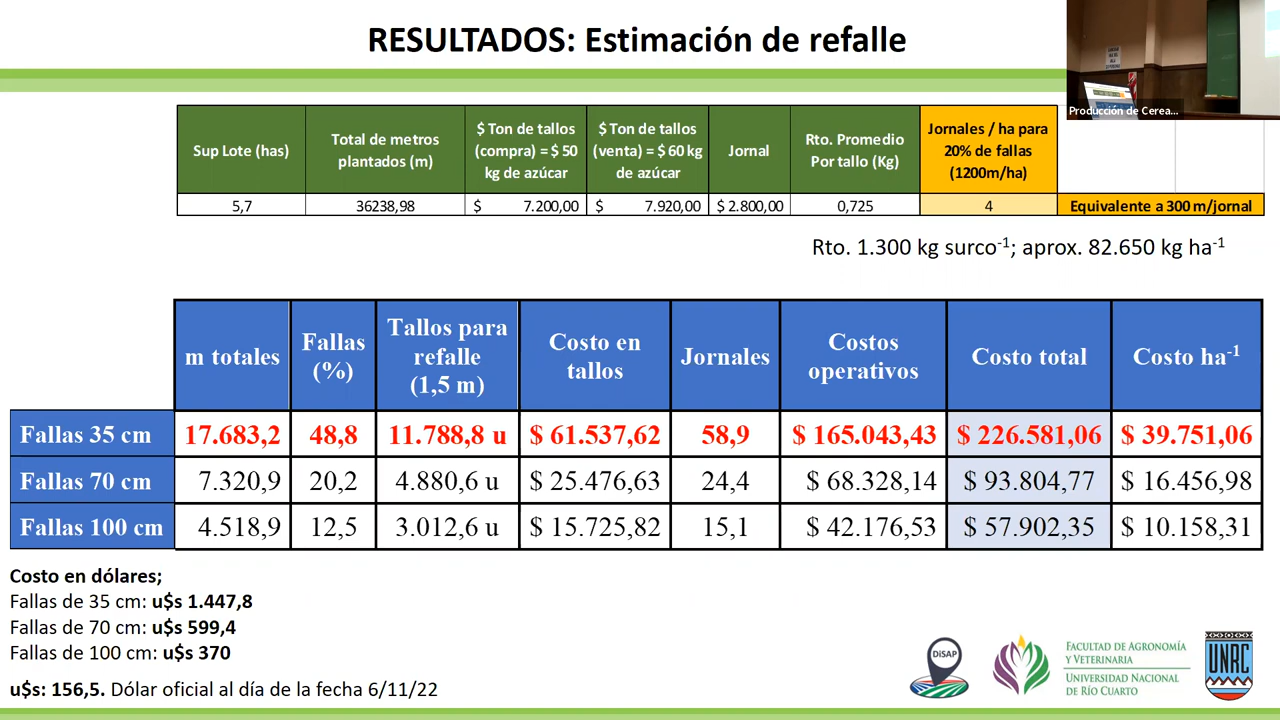 RESULTADOS: Estimación de refalle
Producción de Cerea...
Sup Lote (has)
Total de metros
plantados (m)
$ Ton de tallos
(compra) = $ 50
kg de azúcar
$ Ton de tallos
(venta) = $ 60 kg
de azúcar
Jornal
Rto. Promedio
Por tallo (Kg)
Jornales / ha para
20% de fallas
(1200m/ha)
5,7 36238,98 $ 7.200,00 $ 7.920,00 $ 2.800,00 0,725 4 Equivalente a 300 m/jornal
Rto. 1.300 kg surco-1; aprox. 82.650 kg ha-1
m totales
Fallas
(%)
Tallos para
refalle
(1,5 m)
Costo en
tallos
Jornales
Costos
operativos
Costo total
Costo ha-1
Fallas 35 cm 17.683,2 48,8 11.788,8 u $ 61.537,62 58,9 $ 165.043,43 $ 226.581,06 $ 39.751,06
Fallas 70 cm 7.320,9 20,2 4.880,6 u $ 25.476,63 24,4 $ 68.328,14 $ 93.804,77 $ 16.456,98
Fallas 100 cm 4.518,9 12,5 3.012,6 u $ 15.725,82 15,1 $ 42.176,53 $ 57.902,35 $ 10.158,31
Costo en dólares;
Fallas de 35 cm: u$s 1.447,8
Fallas de 70 cm: u$s 599,4
Fallas de 100 cm: u$s 370
u$s: 156,5. Dólar oficial al día de la fecha 6/11/22
DiSAP
FACULTAD DE AGRONOMÍA
Y VETERINARIA
UNIVERSIDAD NACIONAL
DE RÍO CUARTO
UNRC